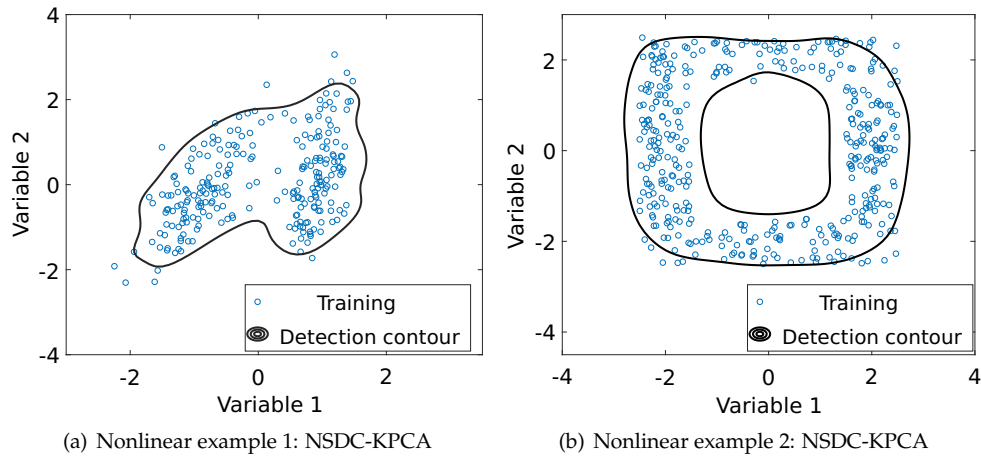 4
2
0
-2
-4
Variable 2
-2
0
2
Variable 1
Training
Detection contour
(a) Nonlinear example 1: NSDC-KPCA
2
0
-2
-4
Variable 2
-4
-2
0
2
4
Variable 1
Training
Detection contour
(b) Nonlinear example 2: NSDC-KPCA